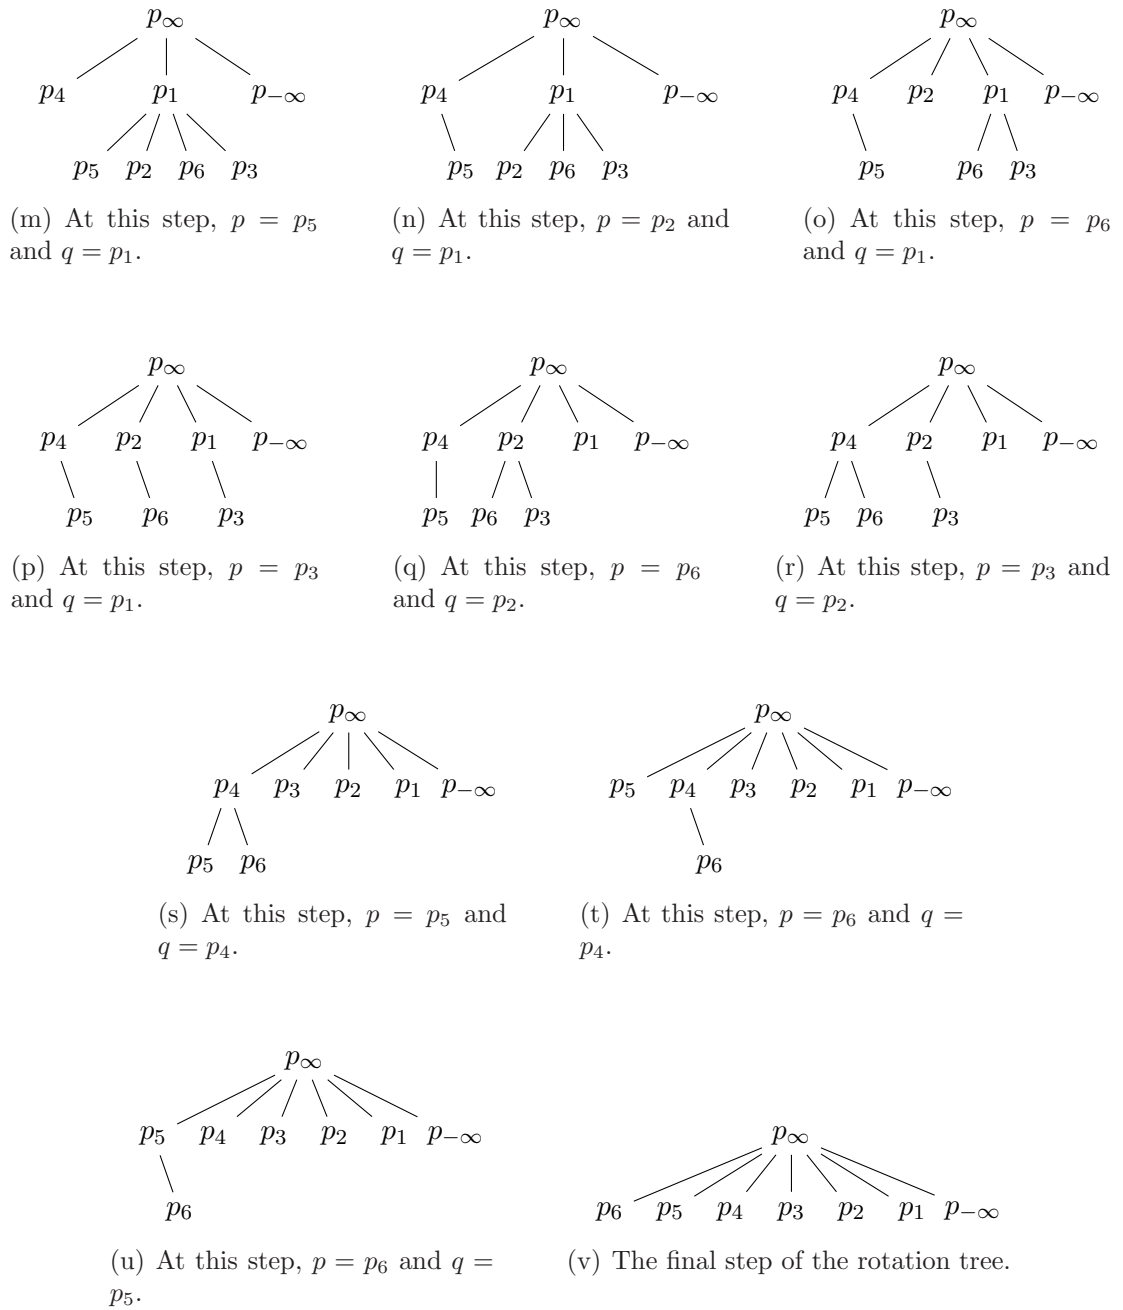 p∞ p∞ p∞
p4 p1 p−∞ p4 p1 p−∞ p4 p2 p1 p−∞
p5 p2 p6 p3 p5 p2 p6 p3 p5 p6 p3
(m) At this step, p = p5
and q = p1.
(n) At this step, p = p2 and
q = p1.
(o) At this step, p = p6
and q = p1.
p∞ p∞ p∞
p4 p2 p1 p−∞ p4 p2 p1 p−∞ p4 p2 p1 p−∞
p5 p6 p3 p5 p6 p3 p5 p6 p3
(p) At this step, p = p3
and q = p1.
(q) At this step, p = p6
and q = p2.
(r) At this step, p = p3 and
q = p2.
p∞ p∞
p4 p3 p2 p1 p−∞ p5 p4 p3 p2 p1 p−∞
p5 p6 p6
(s) At this step, p = p5 and
q = p4.
(t) At this step, p = p6 and q =
p4.
p∞
p5 p4 p3 p2 p1 p−∞
p6
(u) At this step, p = p6 and q =
p5.
p∞
p6 p5 p4 p3 p2 p1 p−∞
(v) The final step of the rotation tree.